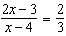 (2x − 3)/(x − 4) = 2/3